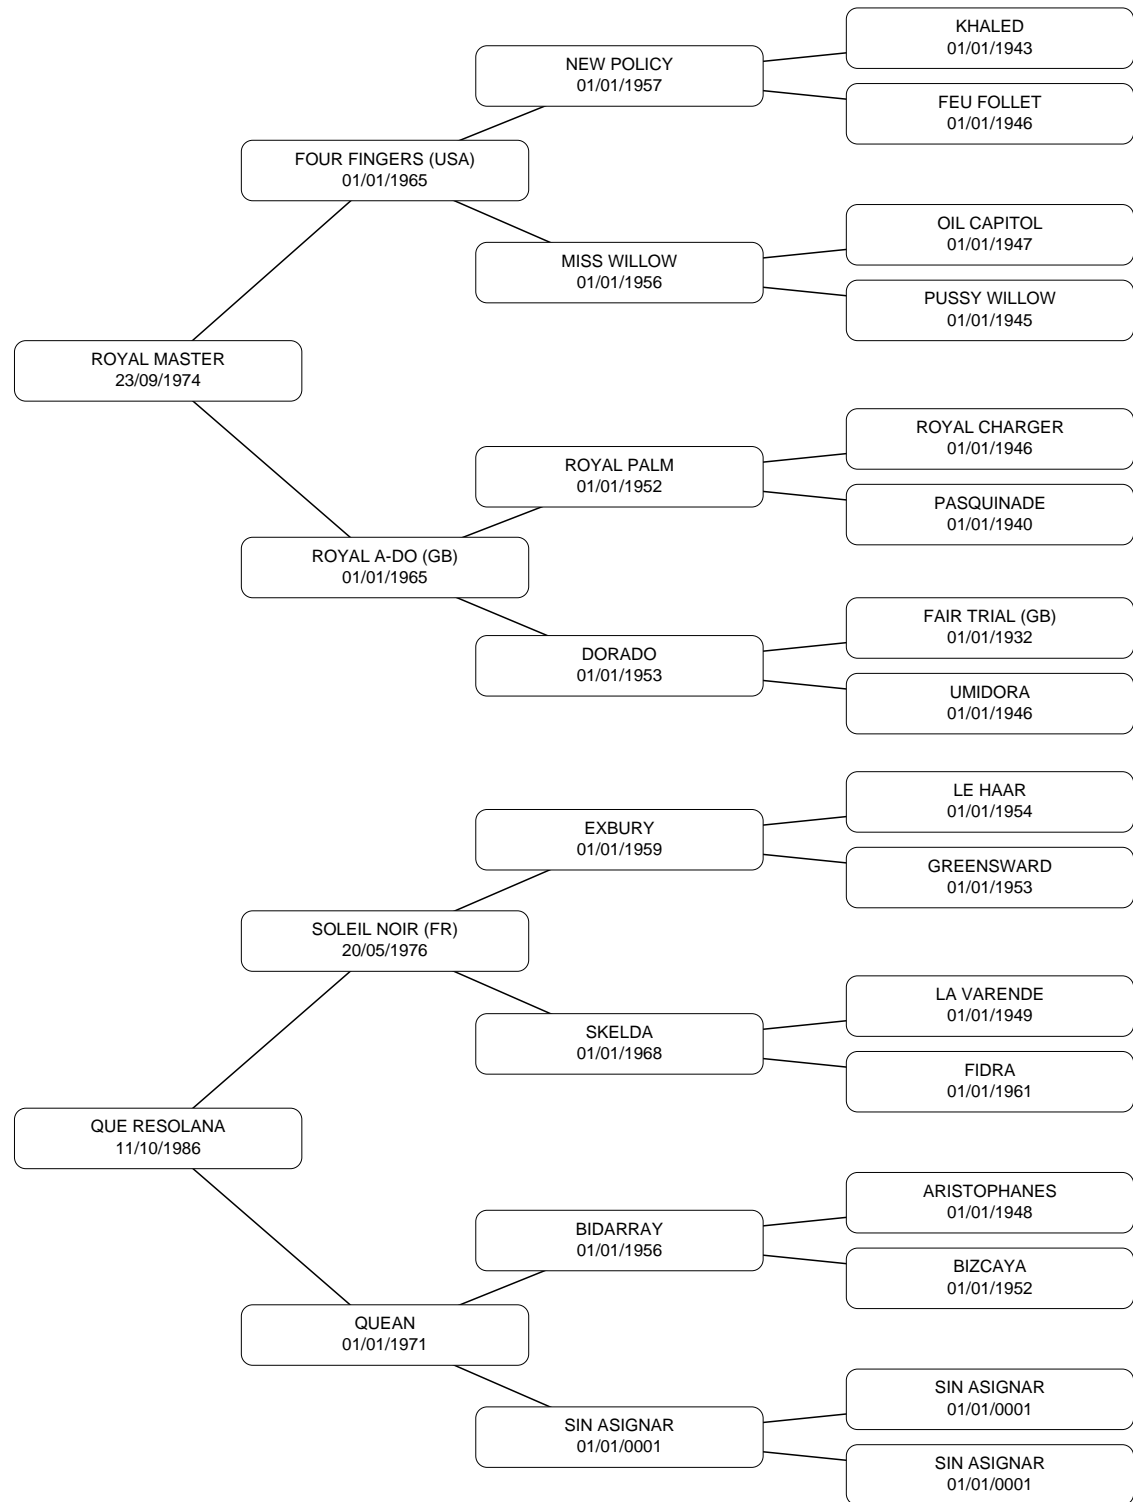 KHALED
01/01/1943
NEW POLICY
01/01/1957
FEU FOLLET
01/01/1946
FOUR FINGERS (USA)
01/01/1965
OIL CAPITOL
01/01/1947
MISS WILLOW
01/01/1956
PUSSY WILLOW
01/01/1945
ROYAL MASTER
23/09/1974
ROYAL CHARGER
01/01/1946
ROYAL PALM
01/01/1952
PASQUINADE
01/01/1940
ROYAL A-DO (GB)
01/01/1965
FAIR TRIAL (GB)
01/01/1932
DORADO
01/01/1953
UMIDORA
01/01/1946
LE HAAR
01/01/1954
EXBURY
01/01/1959
GREENSWARD
01/01/1953
SOLEIL NOIR (FR)
20/05/1976
LA VARENDE
01/01/1949
SKELDA
01/01/1968
FIDRA
01/01/1961
QUE RESOLANA
11/10/1986
ARISTOPHANES
01/01/1948
BIDARRAY
01/01/1956
BIZCAYA
01/01/1952
QUEAN
01/01/1971
SIN ASIGNAR
01/01/0001
SIN ASIGNAR
01/01/0001
SIN ASIGNAR
01/01/0001